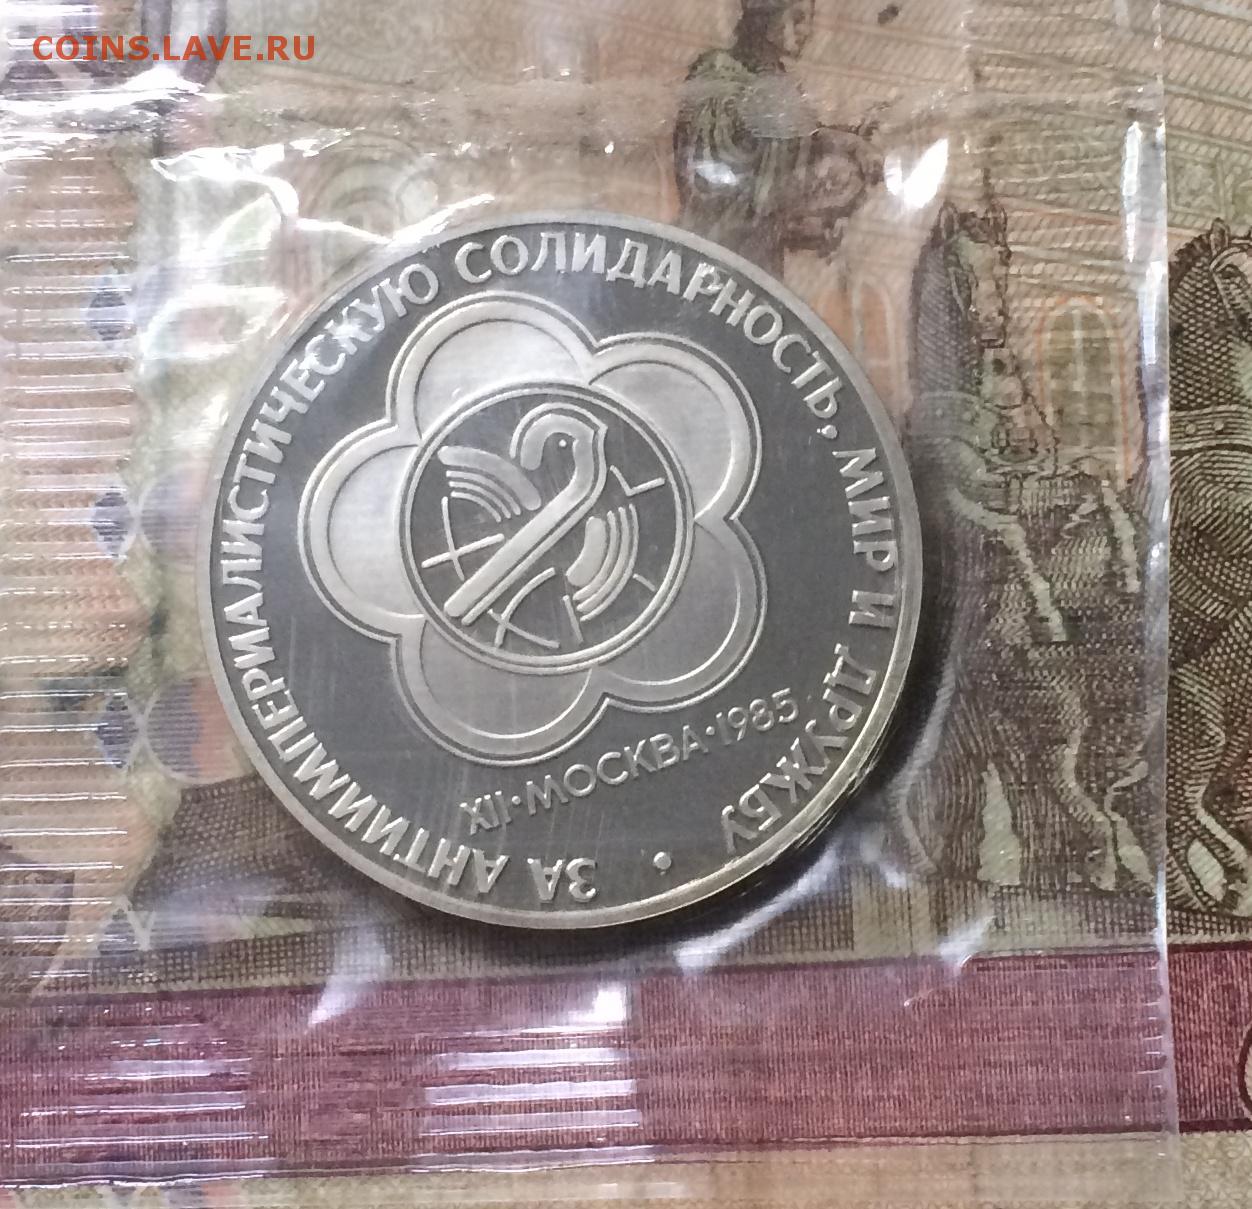 COINS.LAVE.RU
ЗА АНТИИМПЕРИАЛИСТИЧЕСКУЮ СОЛИДАРНОСТЬ, МИР И ДРУЖБУ •
XII•МОСКВА•1985